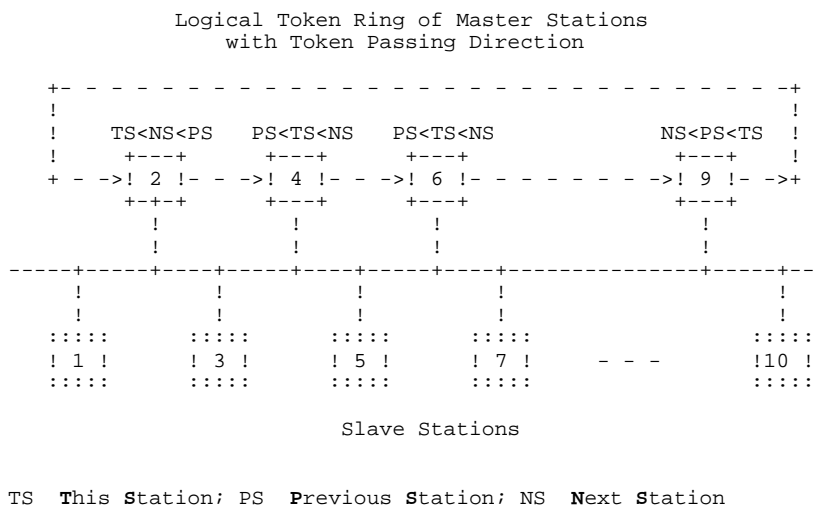 Logical Token Ring of Master Stations
with Token Passing Direction
TS<NS<PS PS<TS<NS PS<TS<NS NS<PS<TS
2 4 6 9
1 3 5 7 - - - 10
Slave Stations
TS This Station; PS Previous Station; NS Next Station